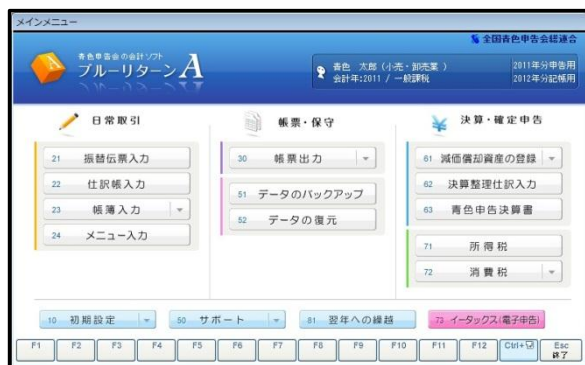 メインメニュー
全国青色申告会総連合
青色申告会の会計ソフト
ブルーリターンA
青色 太郎（小売・卸売業 ）
会計年:2011 / 一般課税
2011年分申告用
2012年分記帳用
日常取引
21 振替伝票入力
22 仕訳帳入力
23 帳簿入力
24 メニュー入力
帳票・保守
30 帳票出力
51 データのバックアップ
52 データの復元
決算・確定申告
61 減価償却資産の登録
62 決算整理仕訳入力
63 青色申告決算書
71 所得税
72 消費税
10 初期設定
50 サポート
81 翌年への繰越
73 イータックス(電子申告)
F1 F2 F3 F4 F5 F6 F7 F8 F9 F10 F11 F12 Ctrl+ Esc
終了